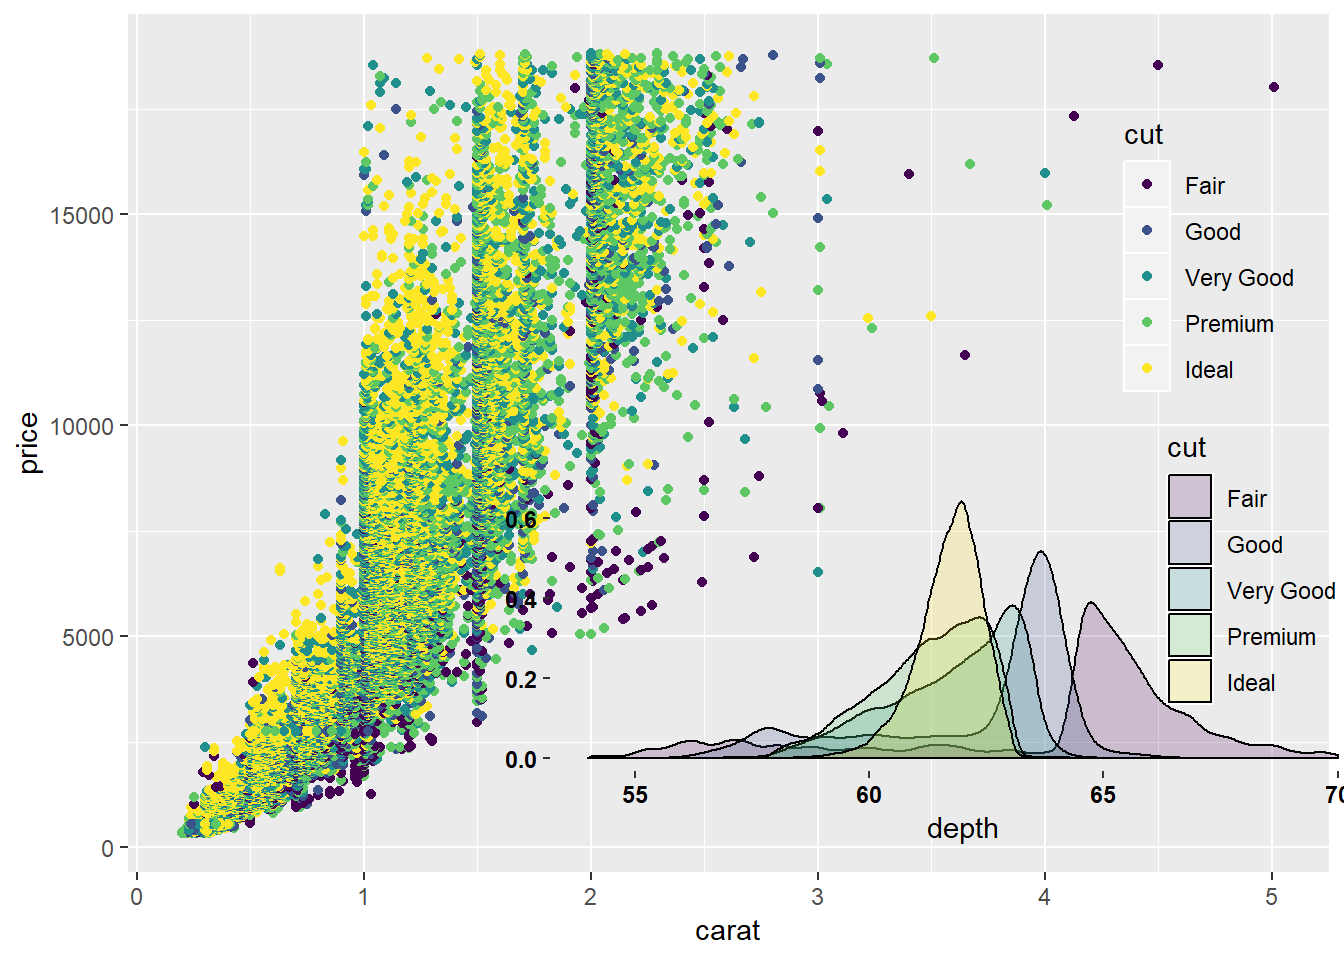 cut
Fair
Good
Very Good
Premium
Ideal
15000
10000
5000
0
price
cut
Fair
Good
Very Good
Premium
Ideal
0.6
0.4
0.2
0.0
55 60 65 70
depth
0 1 2 3 4 5
carat